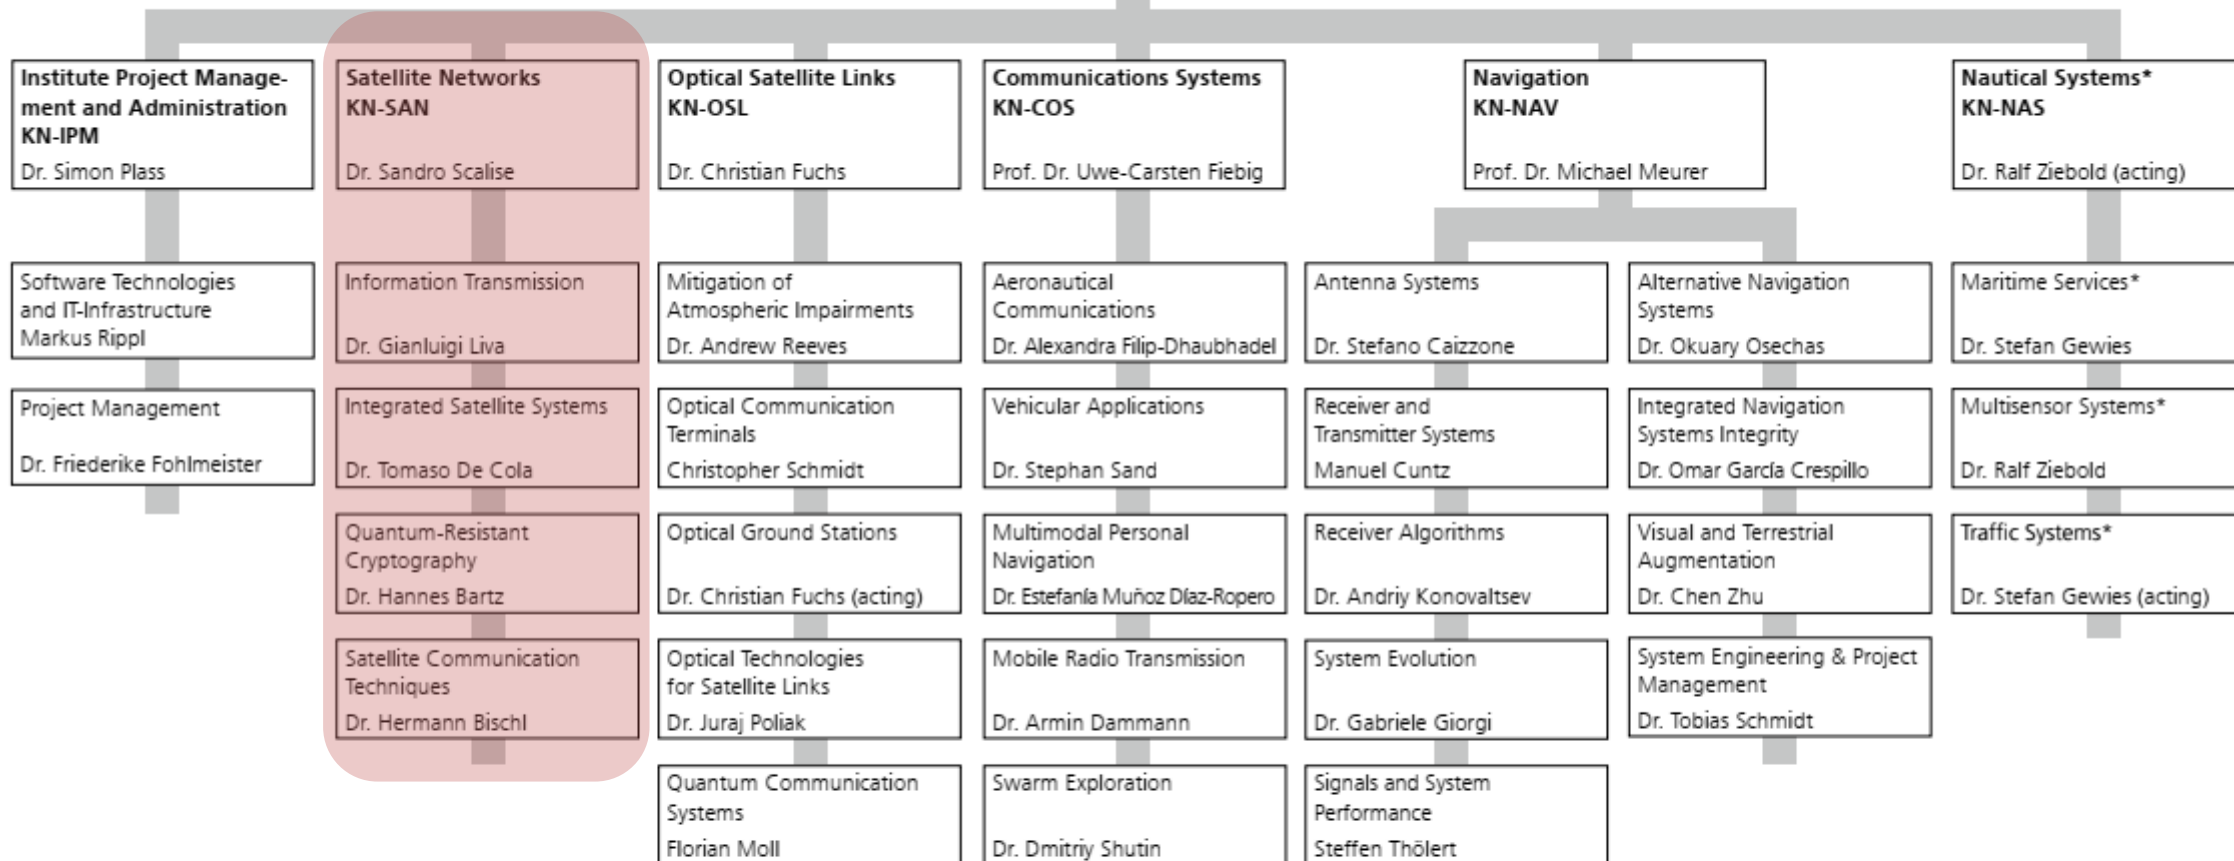 Institute Project Manage-
ment and Administration
KN-IPM
Dr. Simon Plass
Software Technologies
and IT-Infrastructure
Markus Rippl
Project Management
Dr. Friederike Fohlmeister
Satellite Networks
KN-SAN
Dr. Sandro Scalise
Information Transmission
Dr. Gianluigi Liva
Integrated Satellite Systems
Dr. Tomaso De Cola
Quantum-Resistant
Cryptography
Dr. Hannes Bartz
Satellite Communication
Techniques
Dr. Hermann Bischl
Optical Satellite Links
KN-OSL
Dr. Christian Fuchs
Mitigation of
Atmospheric Impairments
Dr. Andrew Reeves
Optical Communication
Terminals
Christopher Schmidt
Optical Ground Stations
Dr. Christian Fuchs (acting)
Optical Technologies
for Satellite Links
Dr. Juraj Poliak
Quantum Communication
Systems
Florian Moll
Communications Systems
KN-COS
Prof. Dr. Uwe-Carsten Fiebig
Aeronautical
Communications
Dr. Alexandra Filip-Dhaubhadel
Vehicular Applications
Dr. Stephan Sand
Multimodal Personal
Navigation
Dr. Estefanía Muñoz Díaz-Ropero
Mobile Radio Transmission
Dr. Armin Dammann
Swarm Exploration
Dr. Dmitriy Shutin
Navigation
KN-NAV
Prof. Dr. Michael Meurer
Antenna Systems
Dr. Stefano Caizzone
Receiver and
Transmitter Systems
Manuel Cuntz
Receiver Algorithms
Dr. Andriy Konovaltsev
System Evolution
Dr. Gabriele Giorgi
Signals and System
Performance
Steffen Thölert
Alternative Navigation
Systems
Dr. Okuary Osechas
Integrated Navigation
Systems Integrity
Dr. Omar García Crespillo
Visual and Terrestrial
Augmentation
Dr. Chen Zhu
System Engineering & Project
Management
Dr. Tobias Schmidt
Nautical Systems*
KN-NAS
Dr. Ralf Ziebold (acting)
Maritime Services*
Dr. Stefan Gewies
Multisensor Systems*
Dr. Ralf Ziebold
Traffic Systems*
Dr. Stefan Gewies (acting)